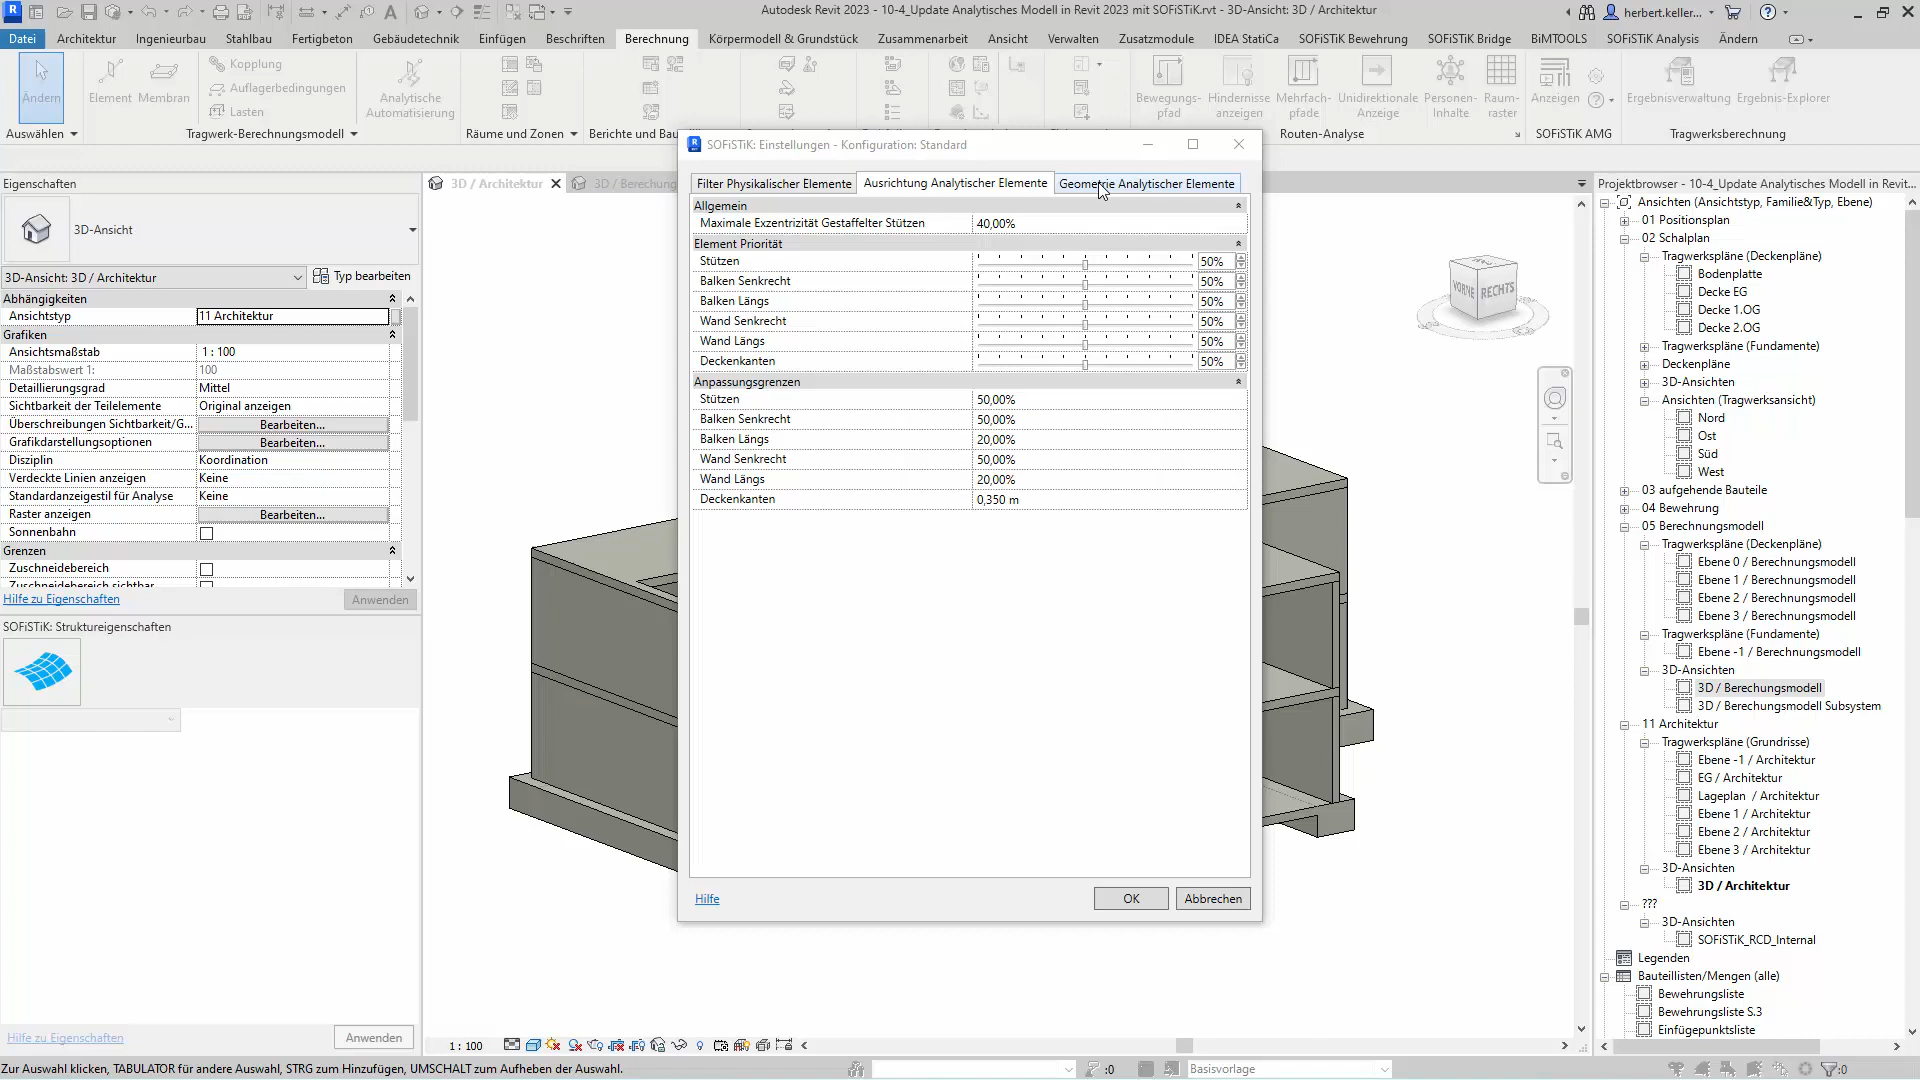 Autodesk Revit 2023 - 10-4_Update Analytisches Modell in Revit 2023 mit SOFiSTiK.rvt - 3D-Ansicht: 3D / Architektur
herbert.keller...
Datei Architektur Ingenieurbau Stahlbau Fertigbeton Gebäudetechnik Einfügen Beschriften Berechnung Körpermodell & Grundstück Zusammenarbeit Ansicht Verwalten Zusatzmodule IDEA StatiCa SOFiSTiK Bewehrung SOFiSTiK Bridge BiMTOOLS SOFiSTiK Analysis Ändern
Ändern
Element
Membran
Kopplung
Auflagerbedingungen
Lasten
Analytische
Automatisierung
Bewegungs-
pfad
Hindernisse
anzeigen
Mehrfach-
pfade
Unidirektionale
Anzeige
Personen-
Inhalte
Raum-
raster
Anzeigen
Ergebnisverwaltung
Ergebnis-Explorer
Auswählen
Tragwerk-Berechnungsmodell
Räume und Zonen
Berichte und Bau
Routen-Analyse
SOFiSTiK AMG
Tragwerksberechnung
Eigenschaften
3D-Ansicht
3D-Ansicht: 3D / Architektur
Typ bearbeiten
Abhängigkeiten
Ansichtstyp 11 Architektur
Grafiken
Ansichtsmaßstab 1 : 100
Maßstabswert 1: 100
Detaillierungsgrad Mittel
Sichtbarkeit der Teilelemente Original anzeigen
Überschreibungen Sichtbarkeit/G... Bearbeiten...
Grafikdarstellungsoptionen Bearbeiten...
Disziplin Koordination
Verdeckte Linien anzeigen Keine
Standardanzeigestil für Analyse Keine
Raster anzeigen Bearbeiten...
Sonnenbahn
Grenzen
Zuschneidebereich
Zuschneidebereich sichtbar
Hilfe zu Eigenschaften Anwenden
SOFiSTiK: Struktureigenschaften
Hilfe zu Eigenschaften Anwenden
3D / Architektur
3D / Berechung
SOFiSTiK: Einstellungen - Konfiguration: Standard
Filter Physikalischer Elemente Ausrichtung Analytischer Elemente Geometrie Analytischer Elemente
Allgemein
Maximale Exzentrizität Gestaffelter Stützen 40,00%
Element Priorität
Stützen 50%
Balken Senkrecht 50%
Balken Längs 50%
Wand Senkrecht 50%
Wand Längs 50%
Deckenkanten 50%
Anpassungsgrenzen
Stützen 50,00%
Balken Senkrecht 50,00%
Balken Längs 20,00%
Wand Senkrecht 50,00%
Wand Längs 20,00%
Deckenkanten 0,350 m
Hilfe
OK
Abbrechen
VORNE
RECHTS
Projektbrowser - 10-4_Update Analytisches Modell in Revit...
Ansichten (Ansichtstyp, Familie&Typ, Ebene)
01 Positionsplan
02 Schalplan
Tragwerkspläne (Deckenpläne)
Bodenplatte
Decke EG
Decke 1.OG
Decke 2.OG
Tragwerkspläne (Fundamente)
Deckenpläne
3D-Ansichten
Ansichten (Tragwerksansicht)
Nord
Ost
Süd
West
03 aufgehende Bauteile
04 Bewehrung
05 Berechnungsmodell
Tragwerkspläne (Deckenpläne)
Ebene 0 / Berechnungsmodell
Ebene 1 / Berechnungsmodell
Ebene 2 / Berechnungsmodell
Ebene 3 / Berechnungsmodell
Tragwerkspläne (Fundamente)
Ebene -1 / Berechnungsmodell
3D-Ansichten
3D / Berechungsmodell
3D / Berechungsmodell Subsystem
11 Architektur
Tragwerkspläne (Grundrisse)
Ebene -1 / Architektur
EG / Architektur
Lageplan / Architektur
Ebene 1 / Architektur
Ebene 2 / Architektur
Ebene 3 / Architektur
3D-Ansichten
3D / Architektur
???
3D-Ansichten
SOFiSTiK_RCD_Internal
Legenden
Bauteillisten/Mengen (alle)
Bewehrungsliste
Bewehrungsliste S.3
Einfügepunktsliste
1 : 100
Zur Auswahl klicken, TABULATOR für andere Auswahl, STRG zum Hinzufügen, UMSCHALT zum Aufheben der Auswahl.
:0
Basisvorlage
:0